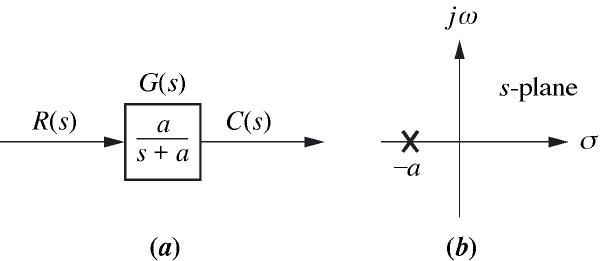 G(s)
R(s)
a
s + a
C(s)
(a)
jω
s-plane
σ
–a
(b)